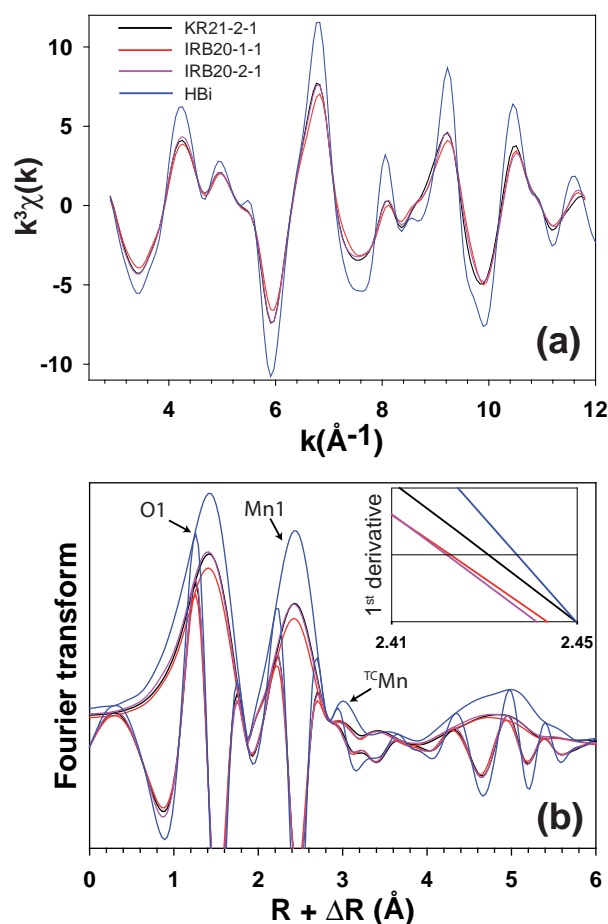 KR21-2-1
IRB20-1-1
IRB20-2-1
HBi
10
5
0
-5
-10
k³χ(k)
(a)
4 6 8 10 12
k(Å⁻¹)
O1
Mn1
ᵀᶜMn
1ˢᵗ derivative
2.41 2.45
Fourier transform
(b)
0 1 2 3 4 5 6
R + ΔR (Å)